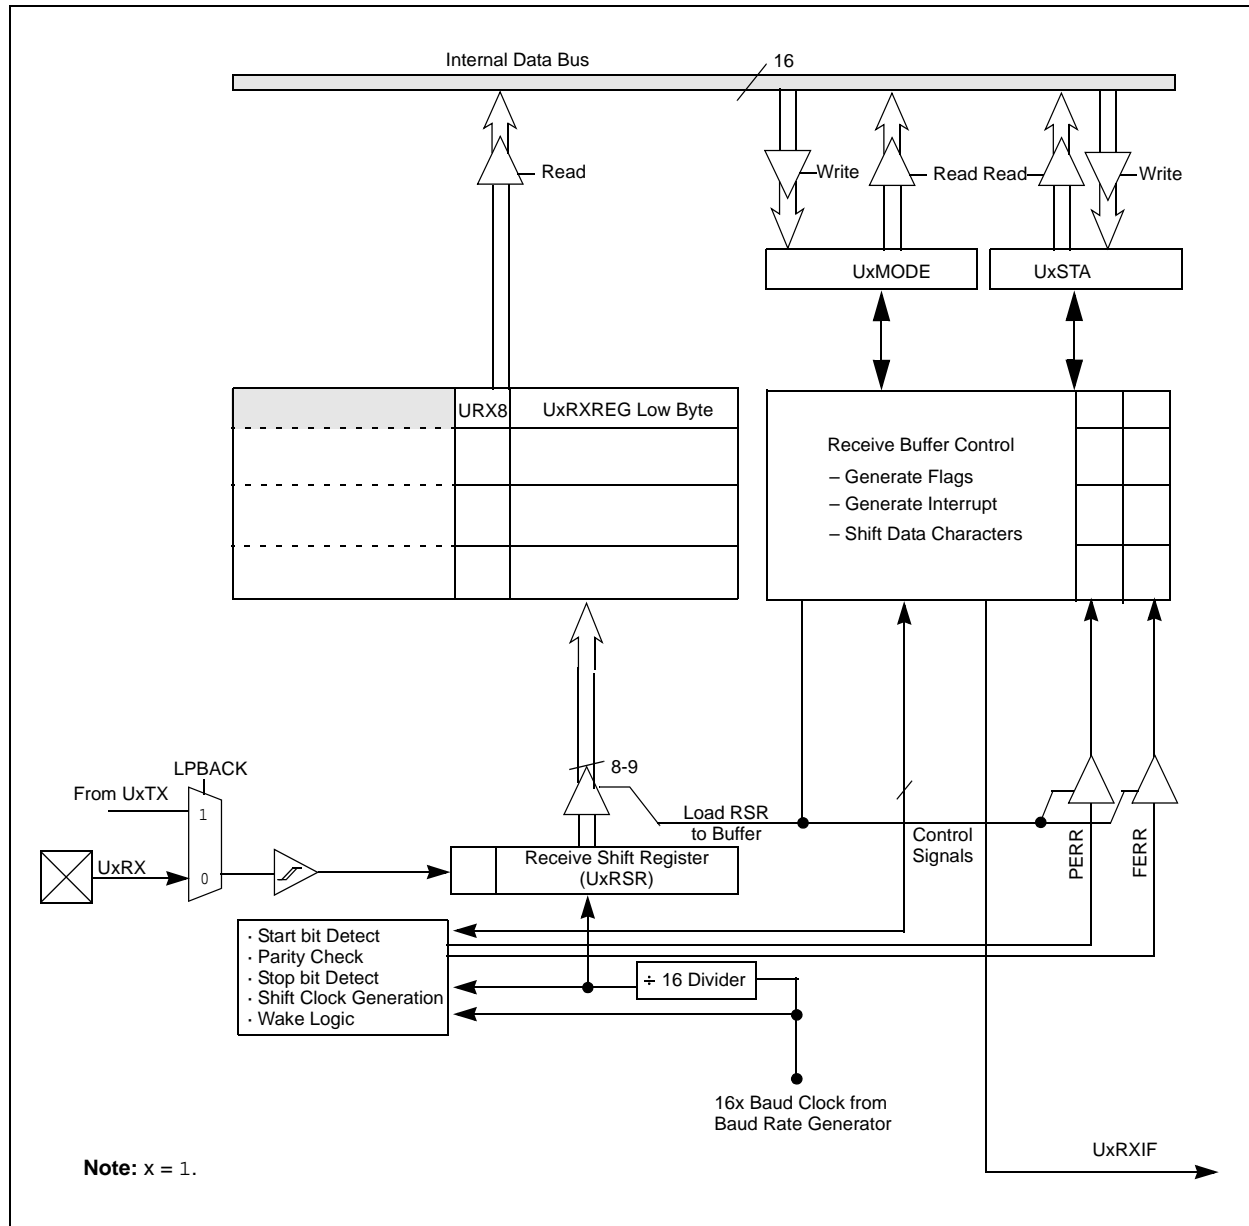 Internal Data Bus
16
Read
Write
Read Read
Write
UxMODE
UxSTA
URX8
UxRXREG Low Byte
Receive Buffer Control
– Generate Flags
– Generate Interrupt
– Shift Data Characters
LPBACK
From UxTX
1
8-9
Load RSR
to Buffer
Control
Signals
PERR
FERR
UxRX
0
Receive Shift Register
(UxRSR)
· Start bit Detect
· Parity Check
· Stop bit Detect
· Shift Clock Generation
· Wake Logic
÷ 16 Divider
16x Baud Clock from
Baud Rate Generator
UxRXIF
Note: x = 1.